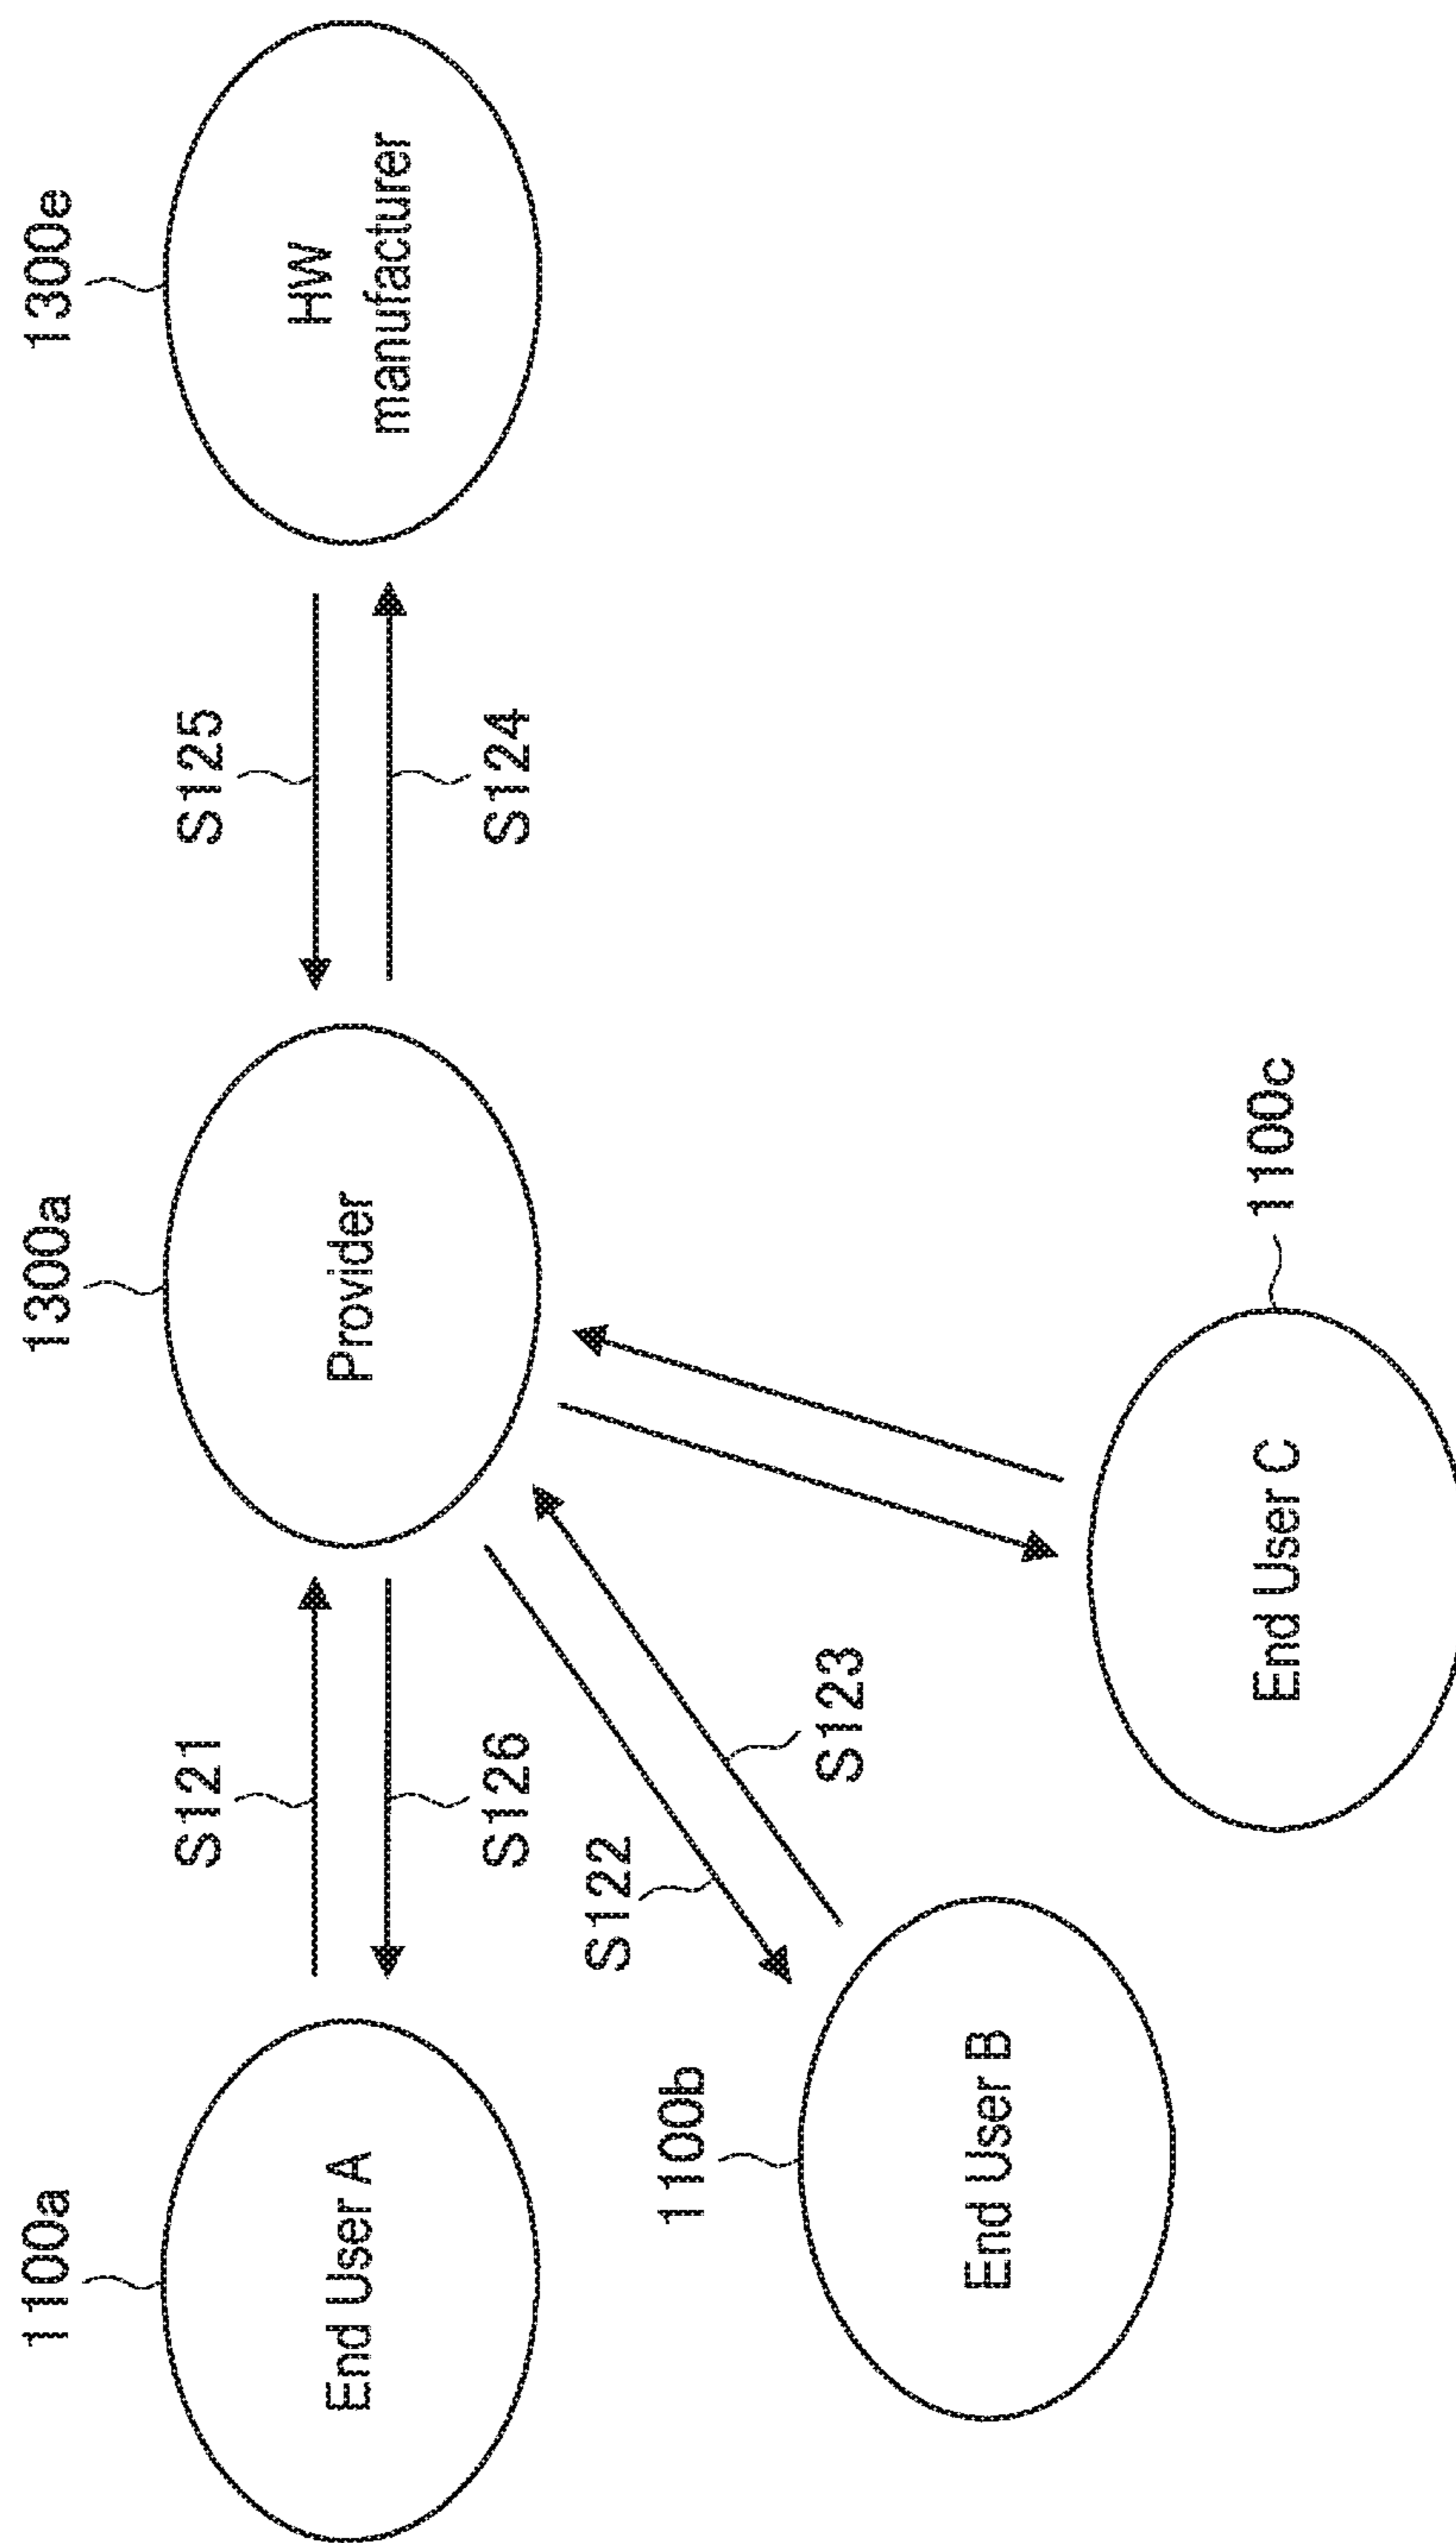 1100a
1300a
1300e
End User A
Provider
HW
manufacturer
S121
S125
S126
S124
S122
S123
1100b
End User B
End User C
1100c